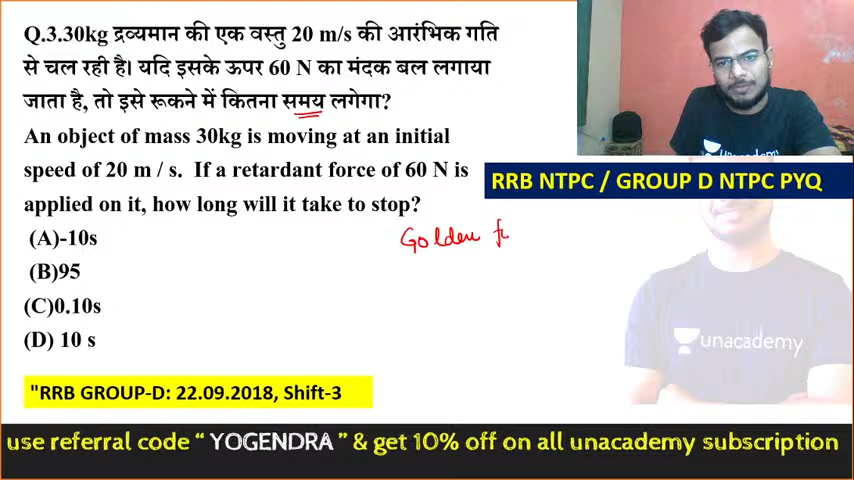 Q.3.30kg द्रव्यमान की एक वस्तु 20 m/s की आरंभिक गति
से चल रही है। यदि इसके ऊपर 60 N का मंदक बल लगाया
जाता है, तो इसे रूकने में कितना समय लगेगा?
An object of mass 30kg is moving at an initial
speed of 20 m / s. If a retardant force of 60 N is
applied on it, how long will it take to stop?
(A)-10s
(B)95
(C)0.10s
(D) 10 s
Golden
unacademy
RRB NTPC / GROUP D NTPC PYQ
unacademy
"RRB GROUP-D: 22.09.2018, Shift-3
use referral code “ YOGENDRA ” & get 10% off on all unacademy subscription